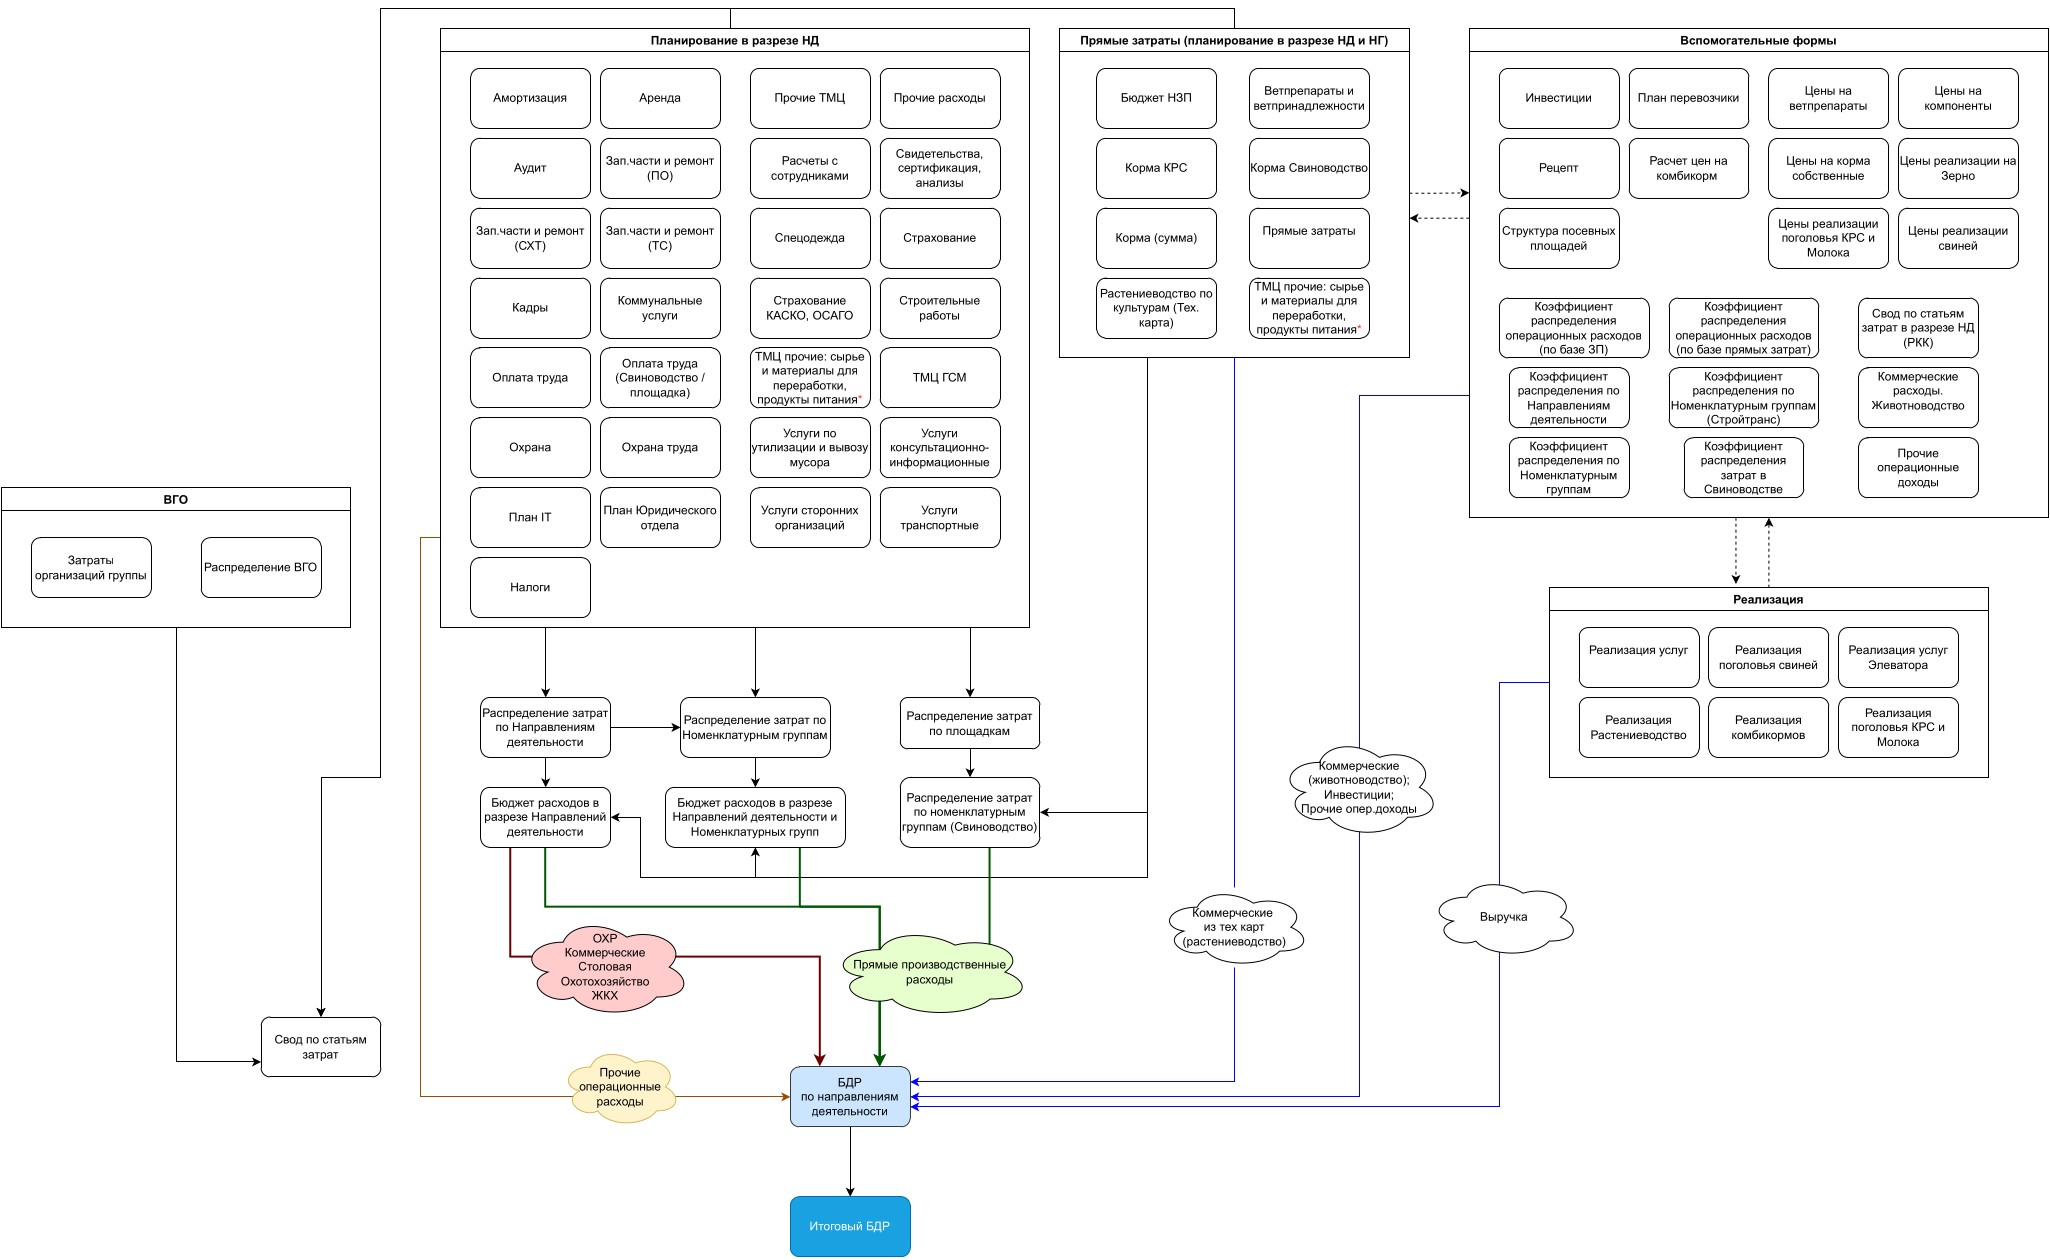 Планирование в разрезе НД
Амортизация
Аренда
Прочие ТМЦ
Прочие расходы
Аудит
Зап.части и ремонт
(ПО)
Расчеты с
сотрудниками
Свидетельства,
сертификация,
анализы
Зап.части и ремонт
(СХТ)
Зап.части и ремонт
(ТС)
Спецодежда
Страхование
Кадры
Коммунальные
услуги
Страхование
КАСКО, ОСАГО
Строительные
работы
Оплата труда
Оплата труда
(Свиноводство /
площадка)
ТМЦ прочие: сырье
и материалы для
переработки,
продукты питания*
ТМЦ ГСМ
Охрана
Охрана труда
Услуги по
утилизации и вывозу
мусора
Услуги
консультационно-
информационные
План IT
План Юридического
отдела
Услуги сторонних
организаций
Услуги
транспортные
Налоги
Прямые затраты (планирование в разрезе НД и НГ)
Бюджет НЗП
Ветпрепараты и
ветпринадлежности
Корма КРС
Корма Свиноводство
Корма (сумма)
Прямые затраты
Растениеводство по
культурам (Тех.
карта)
ТМЦ прочие: сырье
и материалы для
переработки,
продукты питания*
Вспомогательные формы
Инвестиции
План перевозчики
Цены на
ветпрепараты
Цены на
компоненты
Рецепт
Расчет цен на
комбикорм
Цены на корма
собственные
Цены реализации на
Зерно
Структура посевных
площадей
Цены реализации
поголовья КРС и
Молока
Цены реализации
свиней
Коэффициент
распределения
операционных расходов
(по базе ЗП)
Коэффициент
распределения
операционных расходов
(по базе прямых затрат)
Свод по статьям
затрат в разрезе НД
(РКК)
Коэффициент
распределения по
Направлениям
деятельности
Коэффициент
распределения по
Номенклатурным группам
(Стройтранс)
Коммерческие
расходы.
Животноводство
Коэффициент
распределения по
Номенклатурным
группам
Коэффициент
распределения
затрат в
Свиноводстве
Прочие
операционные
доходы
ВГО
Затраты
организаций группы
Распределение ВГО
Реализация
Реализация услуг
Реализация
поголовья свиней
Реализация услуг
Элеватора
Реализация
Растениеводство
Реализация
комбикормов
Реализация
поголовья КРС и
Молока
Распределение затрат
по Направлениям
деятельности
Распределение затрат по
Номенклатурным группам
Распределение затрат
по площадкам
Бюджет расходов в
разрезе Направлений
деятельности
Бюджет расходов в разрезе
Направлений деятельности и
Номенклатурных групп
Распределение затрат
по номенклатурным
группам (Свиноводство)
Коммерческие
(животноводство);
Инвестиции;
Прочие опер.доходы
Коммерческие
из тех карт
(растениеводство)
Выручка
ОХР
Коммерческие
Столовая
Охотохозяйство
ЖКХ
Прямые производственные
расходы
Свод по статьям
затрат
Прочие
операционные
расходы
БДР
по направлениям
деятельности
Итоговый БДР